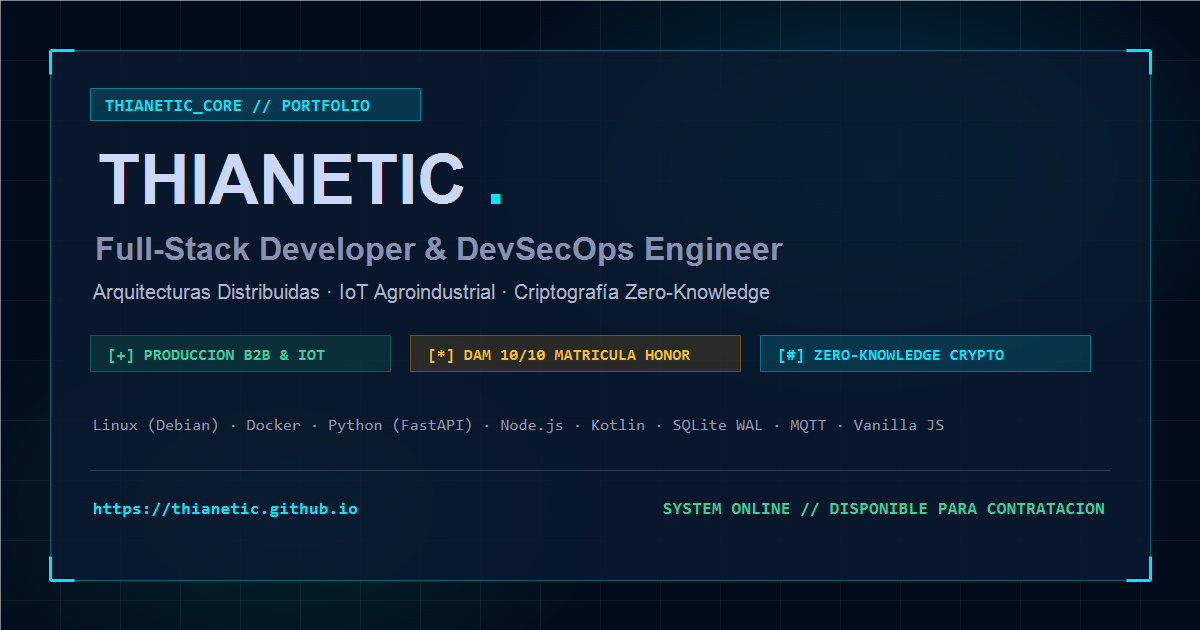 THIANETIC_CORE // PORTFOLIO
THIANETIC .
Full-Stack Developer & DevSecOps Engineer
Arquitecturas Distribuidas · IoT Agroindustrial · Criptografía Zero-Knowledge
[+] PRODUCCION B2B & IOT
[*] DAM 10/10 MATRICULA HONOR
[#] ZERO-KNOWLEDGE CRYPTO
Linux (Debian) · Docker · Python (FastAPI) · Node.js · Kotlin · SQLite WAL · MQTT · Vanilla JS
https://thianetic.github.io
SYSTEM ONLINE // DISPONIBLE PARA CONTRATACION